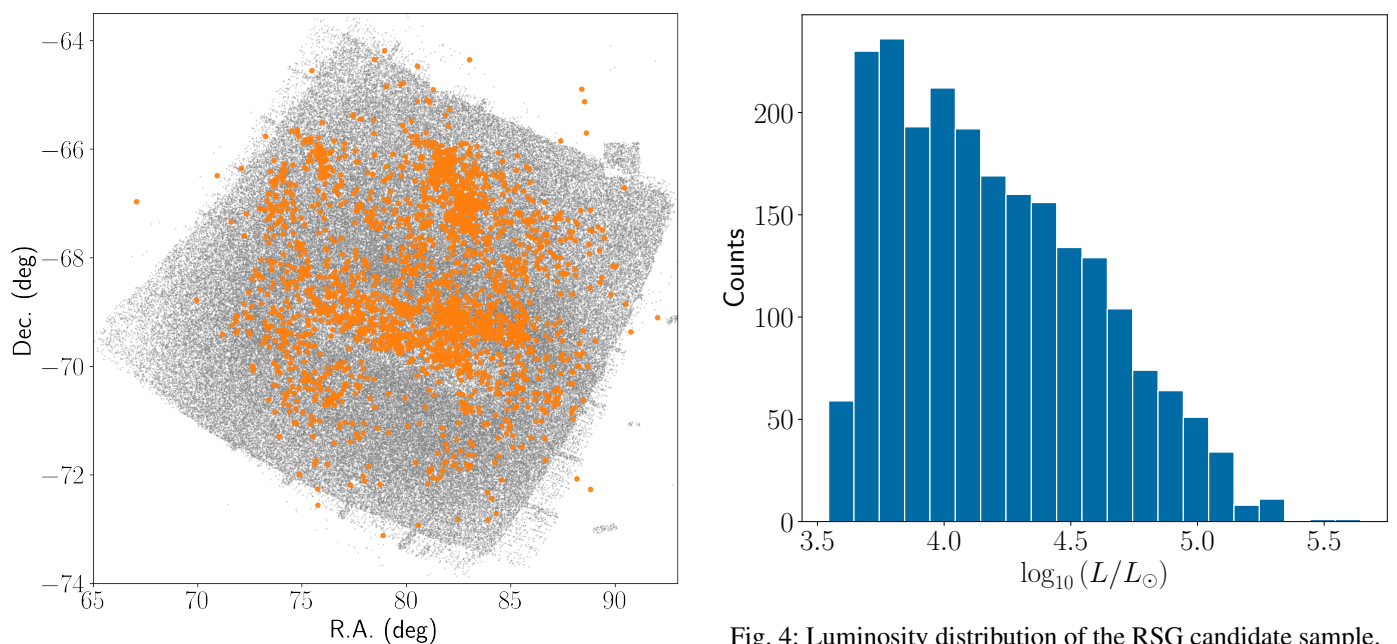 −64
−66
−68
−70
−72
−74
Dec. (deg)
65 70 75 80 85 90
R.A. (deg)
200
150
100
50
0
Counts
3.5 4.0 4.5 5.0 5.5
log₁₀ (L/L⊙)
Fig. 4: Luminosity distribution of the RSG candidate sample.